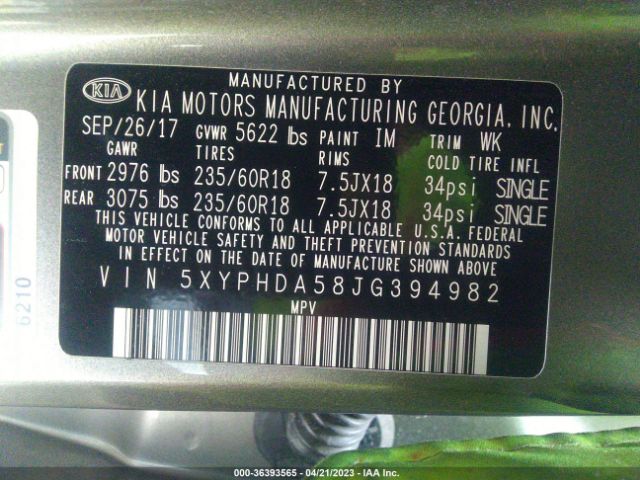 MANUFACTURED BY
KIA KIA MOTORS MANUFACTURING GEORGIA, INC.
SEP/26/17 GVWR 5622 lbs PAINT IM TRIM WK
GAWR TIRES RIMS COLD TIRE INFL
FRONT 2976 lbs 235/60R18 7.5JX18 34psi SINGLE
REAR 3075 lbs 235/60R18 7.5JX18 34psi SINGLE
THIS VEHICLE CONFORMS TO ALL APPLICABLE U.S.A. FEDERAL
MOTOR VEHICLE SAFETY AND THEFT PREVENTION STANDARDS
IN EFFECT ON THE DATE OF MANUFACTURE SHOWN ABOVE.
VIN 5XYPHDA58JG394982
MPV
6210
000-36393565 - 04/21/2023 - IAA Inc.